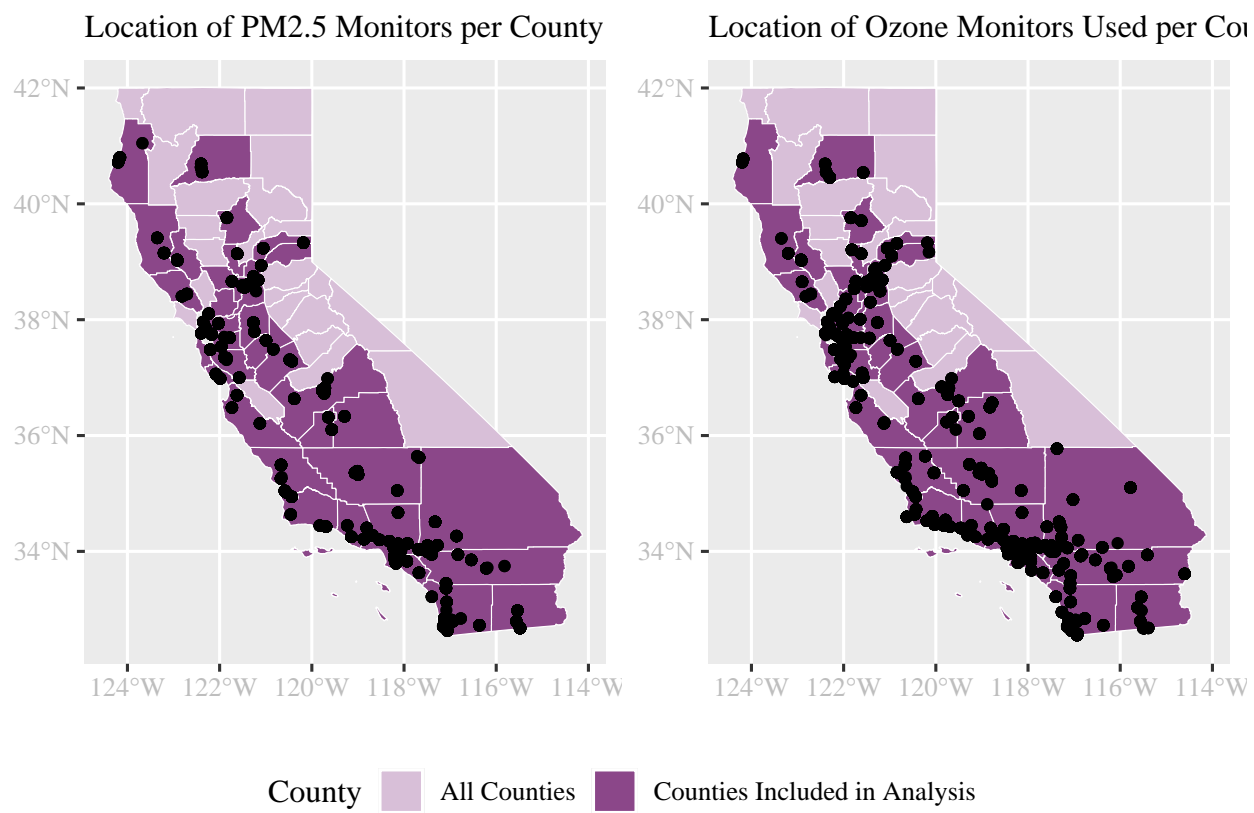 Location of PM2.5 Monitors per County
Location of Ozone Monitors Used per Cou
42°N
40°N
38°N
36°N
34°N
124°W 122°W 120°W 118°W 116°W 114°W
42°N
40°N
38°N
36°N
34°N
124°W 122°W 120°W 118°W 116°W 114°W
County All Counties Counties Included in Analysis